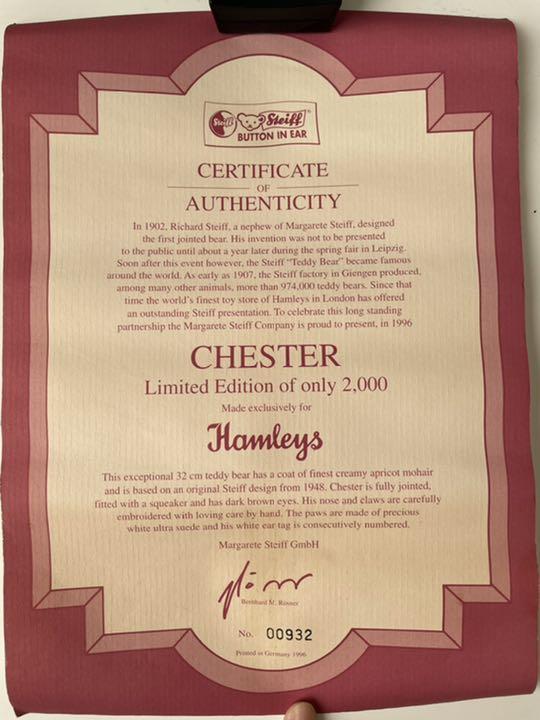 Steiff Steiff®
BUTTON IN EAR
CERTIFICATE
OF
AUTHENTICITY
In 1902, Richard Steiff, a nephew of Margarete Steiff, designed
the first jointed bear. His invention was not to be presented
to the public until about a year later during the spring fair in Leipzig.
Soon after this event however, the Steiff "Teddy Bear" became famous
around the world. As early as 1907, the Steiff factory in Giengen produced,
among many other animals, more than 974,000 teddy bears. Since that
time the world's finest toy store of Hamleys in London has offered
an outstanding Steiff presentation. To celebrate this long standing
partnership the Margarete Steiff Company is proud to present, in 1996
CHESTER
Limited Edition of only 2,000
Made exclusively for
Hamleys
This exceptional 32 cm teddy bear has a coat of finest creamy apricot mohair
and is based on an original Steiff design from 1948. Chester is fully jointed,
fitted with a squeaker and has dark brown eyes. His nose and claws are carefully
embroidered with loving care by hand. The paws are made of precious
white ultra suede and his white ear tag is consecutively numbered.
Margarete Steiff GmbH
Bernhard M. Rösner
No. 00932
Printed in Germany 1996